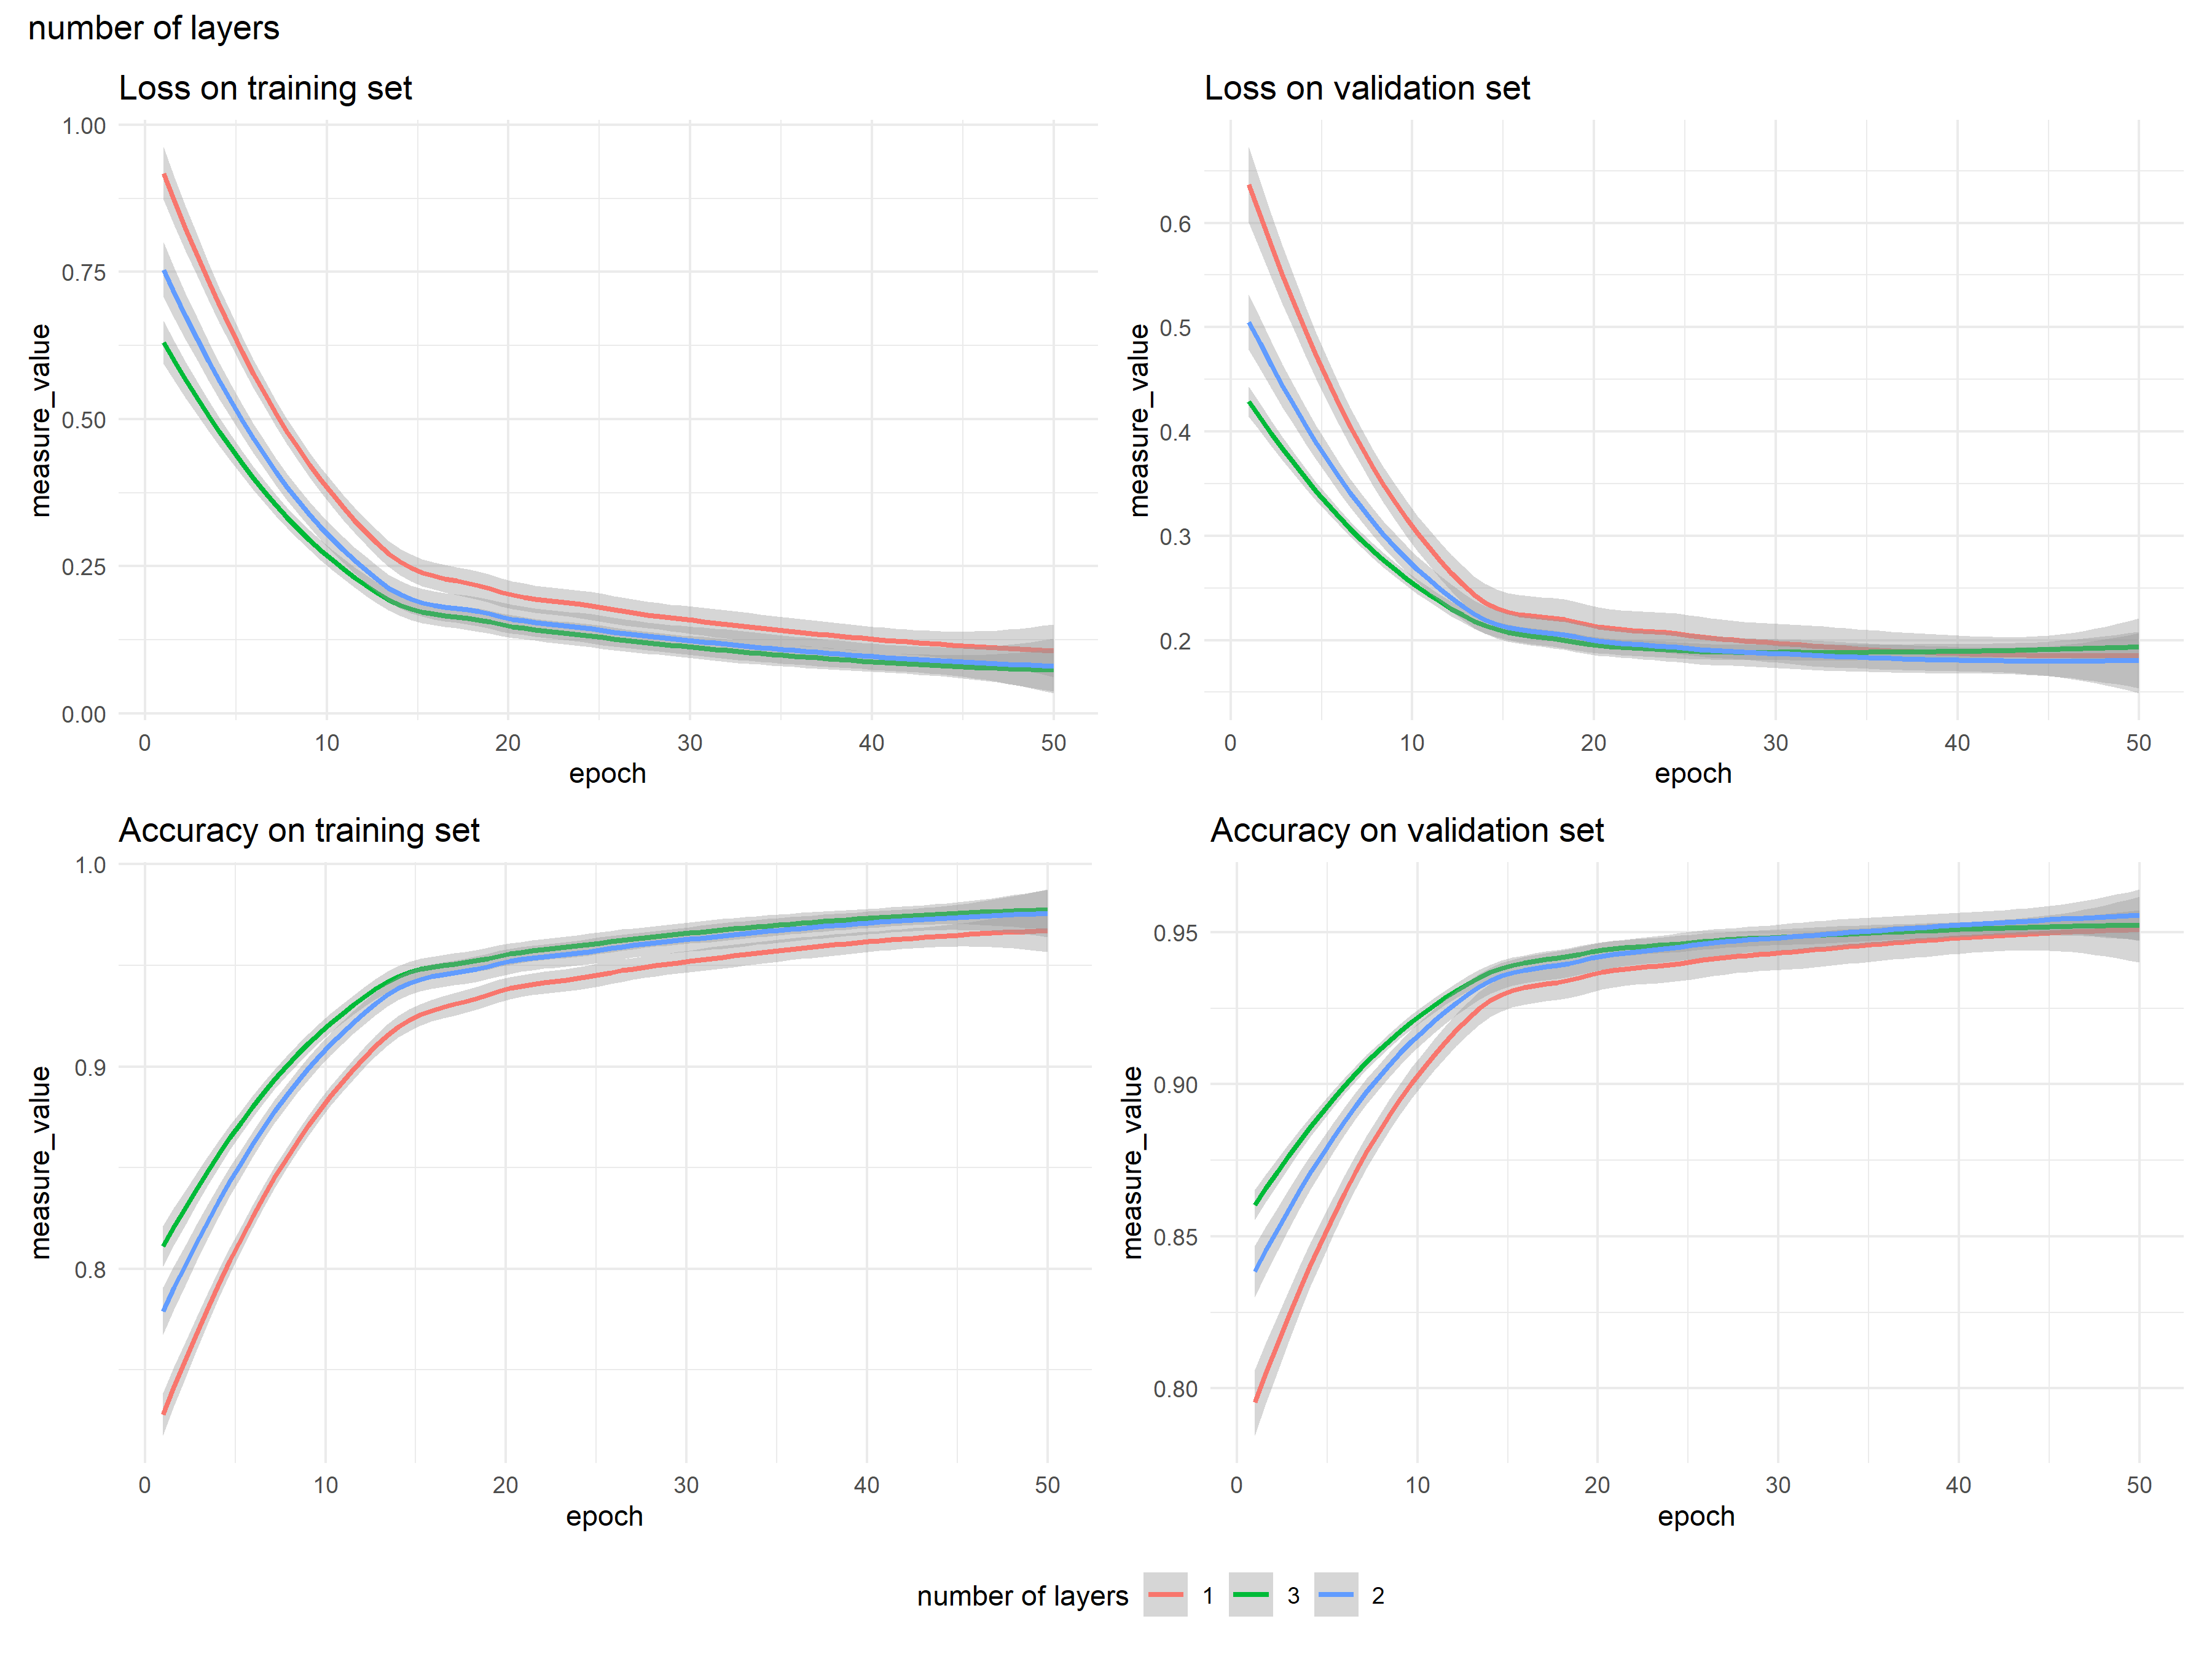 number of layers
Loss on training set
measure_value
1.00
0.75
0.50
0.25
0.00
0 10 20 30 40 50
epoch
Loss on validation set
measure_value
0.6
0.5
0.4
0.3
0.2
0 10 20 30 40 50
epoch
Accuracy on training set
measure_value
1.0
0.9
0.8
0 10 20 30 40 50
epoch
Accuracy on validation set
measure_value
0.95
0.90
0.85
0.80
0 10 20 30 40 50
epoch
number of layers 1 3 2